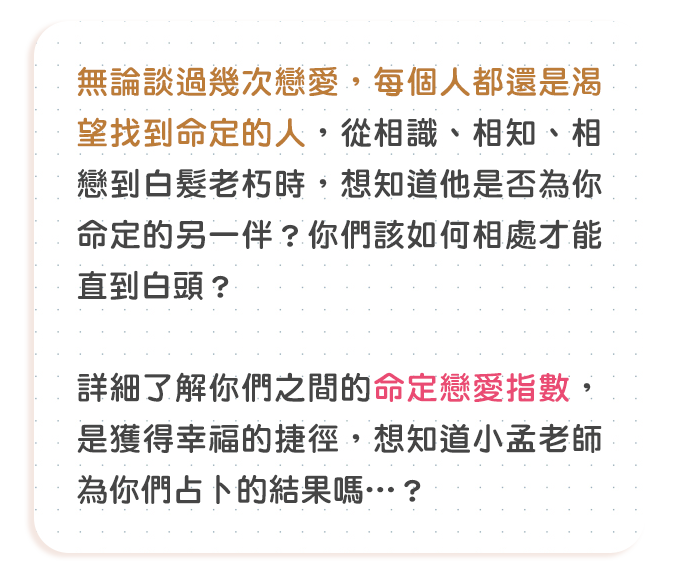 無論談過幾次戀愛，每個人都還是渴
望找到命定的人，從相識、相知、相
戀到白髮老朽時，想知道他是否為你
命定的另一伴？你們該如何相處才能
直到白頭？
詳細了解你們之間的命定戀愛指數，
是獲得幸福的捷徑，想知道小孟老師
為你們占卜的結果嗎…？